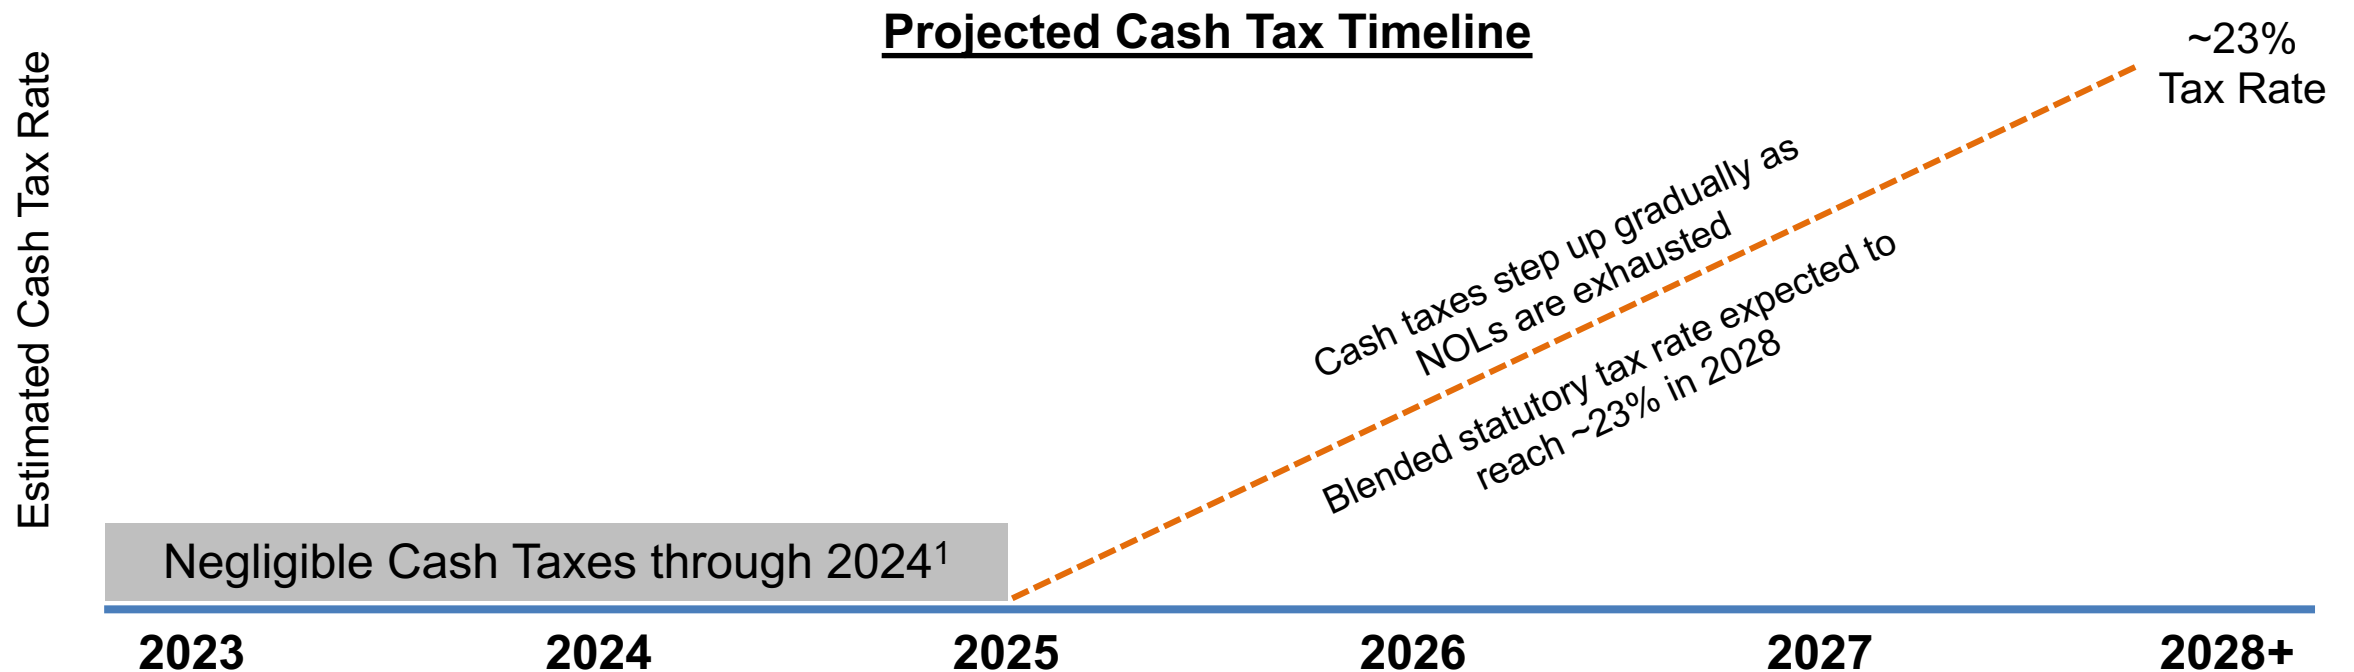 Projected Cash Tax Timeline
~23%
Tax Rate
Estimated Cash Tax Rate
Cash taxes step up gradually as
NOLs are exhausted
Blended statutory tax rate expected to
reach ~23% in 2028
Negligible Cash Taxes through 2024¹
2023 2024 2025 2026 2027 2028+